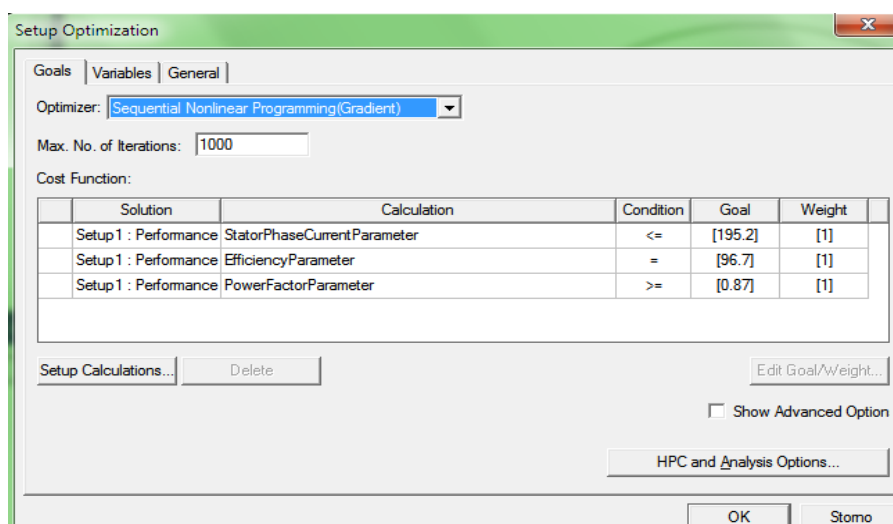 Setup Optimization
Goals Variables General
Optimizer: Sequential Nonlinear Programming(Gradient)
Max. No. of Iterations: 1000
Cost Function:
Solution Calculation Condition Goal Weight
Setup1 : Performance StatorPhaseCurrentParameter <= [195.2] [1]
Setup1 : Performance EfficiencyParameter = [96.7] [1]
Setup1 : Performance PowerFactorParameter >= [0.87] [1]
Setup Calculations... Delete Edit Goal/Weight...
Show Advanced Option
HPC and Analysis Options...
OK Storno